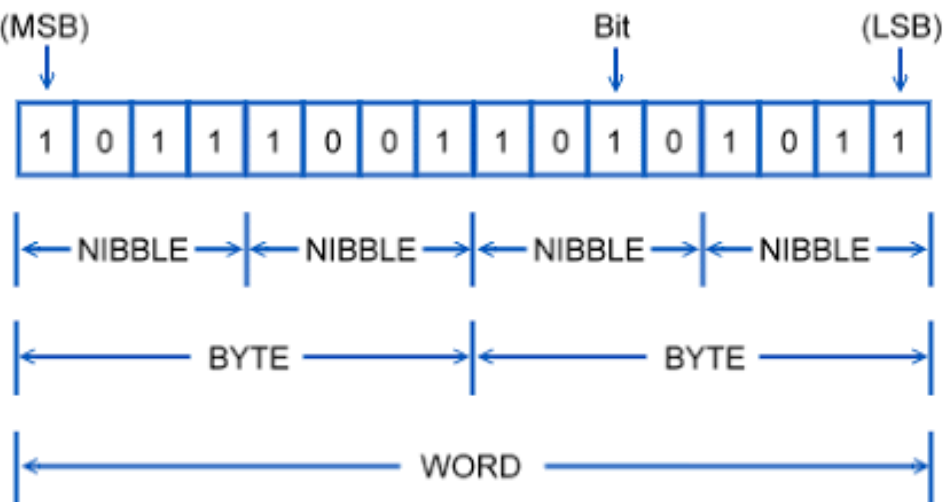 (MSB) Bit (LSB)
1 0 1 1 1 0 0 1 1 0 1 0 1 0 1 1
NIBBLE NIBBLE NIBBLE NIBBLE
BYTE BYTE
WORD